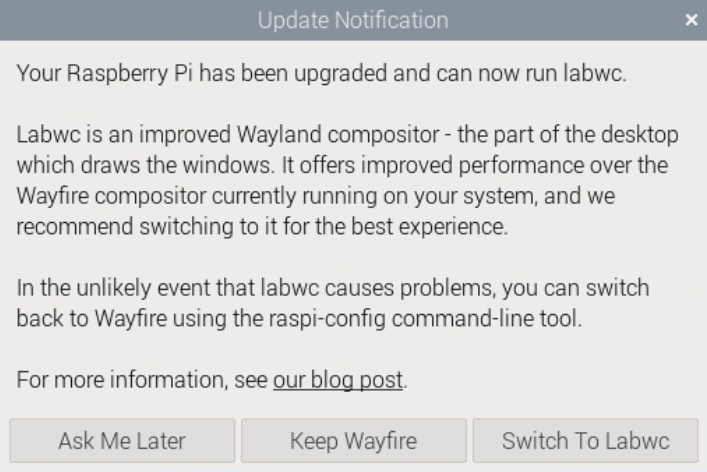 Update Notification
Your Raspberry Pi has been upgraded and can now run labwc.
Labwc is an improved Wayland compositor - the part of the desktop
which draws the windows. It offers improved performance over the
Wayfire compositor currently running on your system, and we
recommend switching to it for the best experience.
In the unlikely event that labwc causes problems, you can switch
back to Wayfire using the raspi-config command-line tool.
For more information, see our blog post.
Ask Me Later
Keep Wayfire
Switch To Labwc